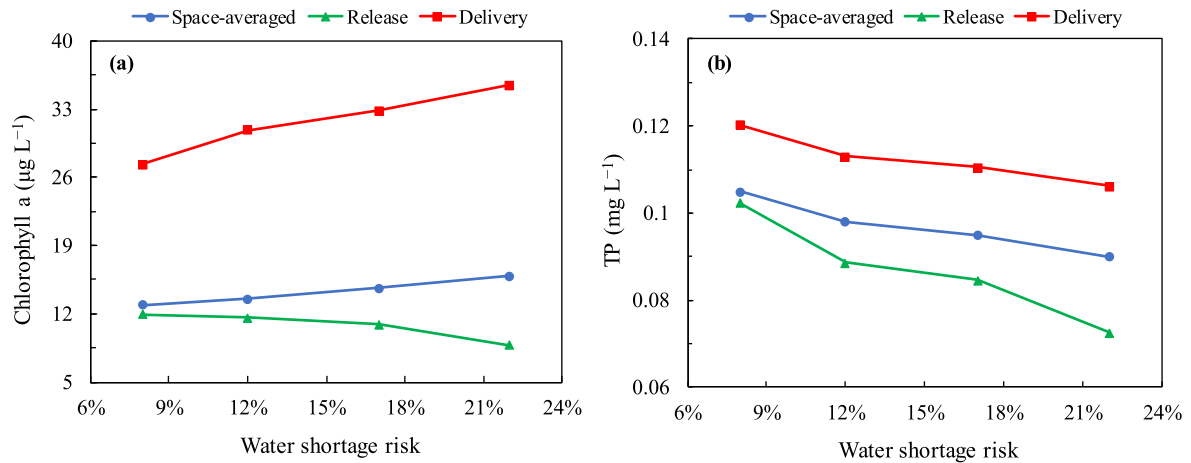 Space-averaged Release Delivery
(a)
40
33
26
19
12
5
Chlorophyll a (μg L⁻¹)
6% 9% 12% 15% 18% 21% 24%
Water shortage risk
Space-averaged Release Delivery
(b)
0.14
0.12
0.1
0.08
0.06
TP (mg L⁻¹)
6% 9% 12% 15% 18% 21% 24%
Water shortage risk